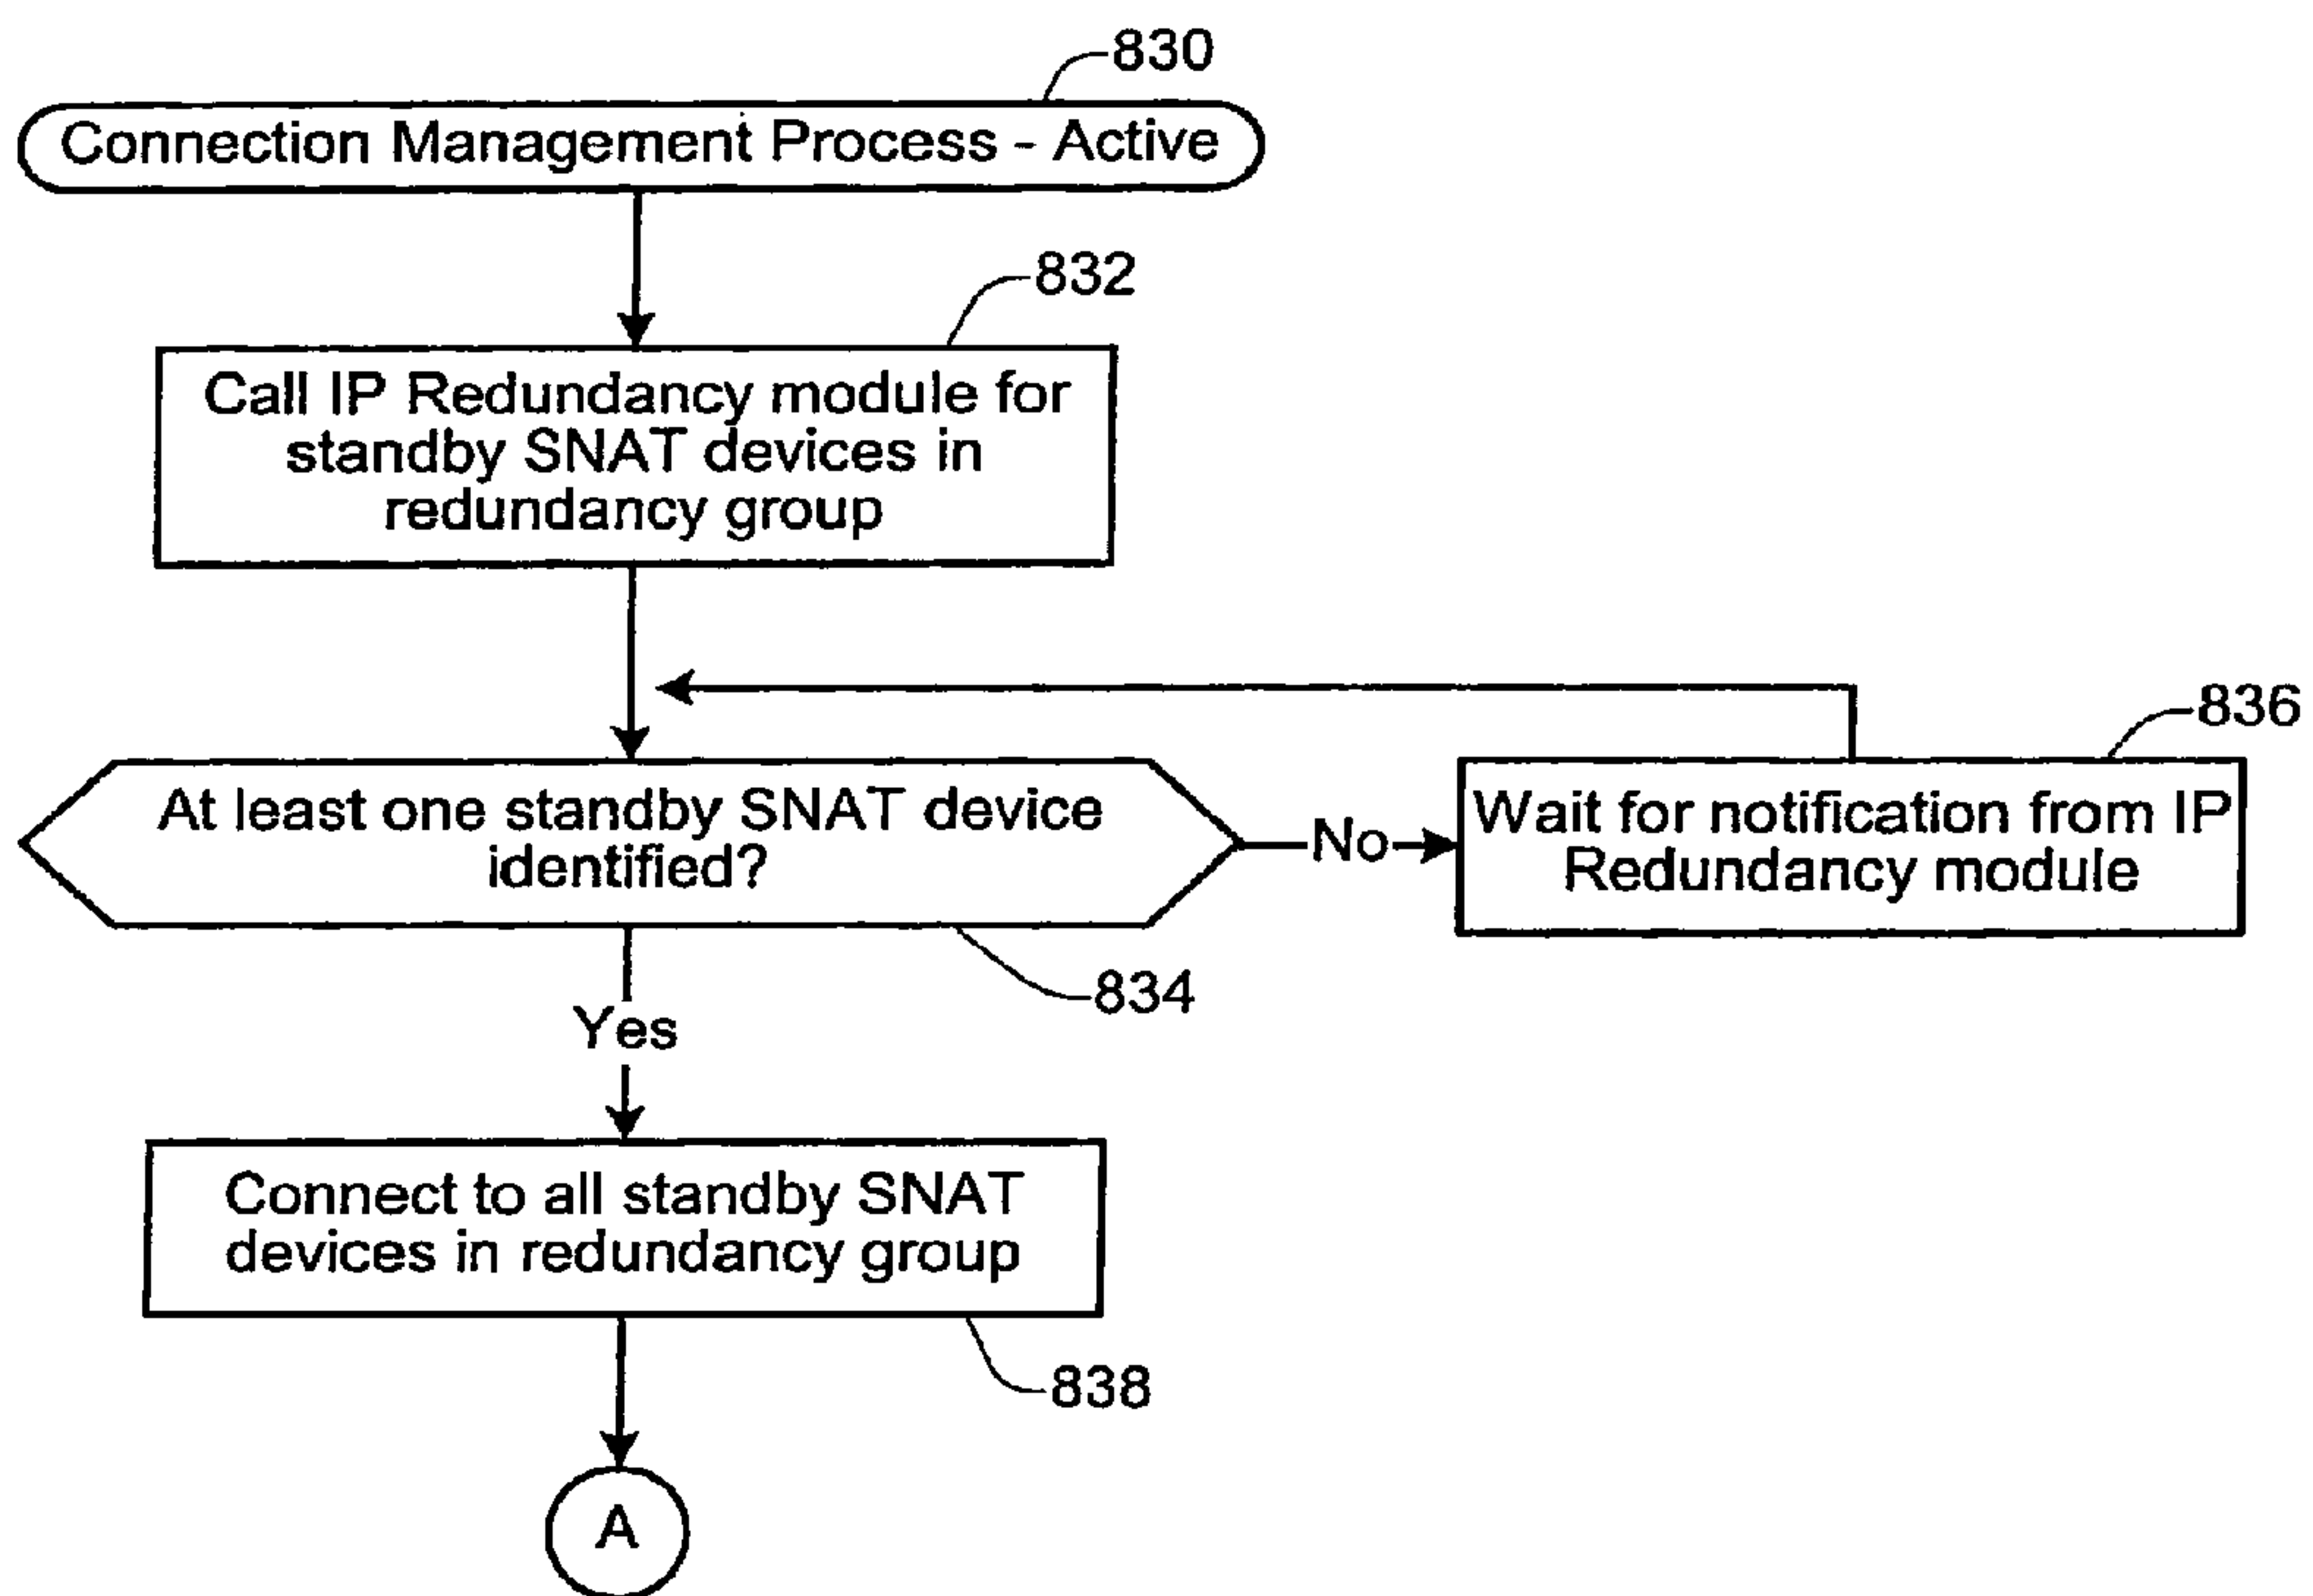 830
Connection Management Process - Active
832
Call IP Redundancy module for
standby SNAT devices in
redundancy group
836
At least one standby SNAT device
identified?
No
Wait for notification from IP
Redundancy module
834
Yes
Connect to all standby SNAT
devices in redundancy group
838
A